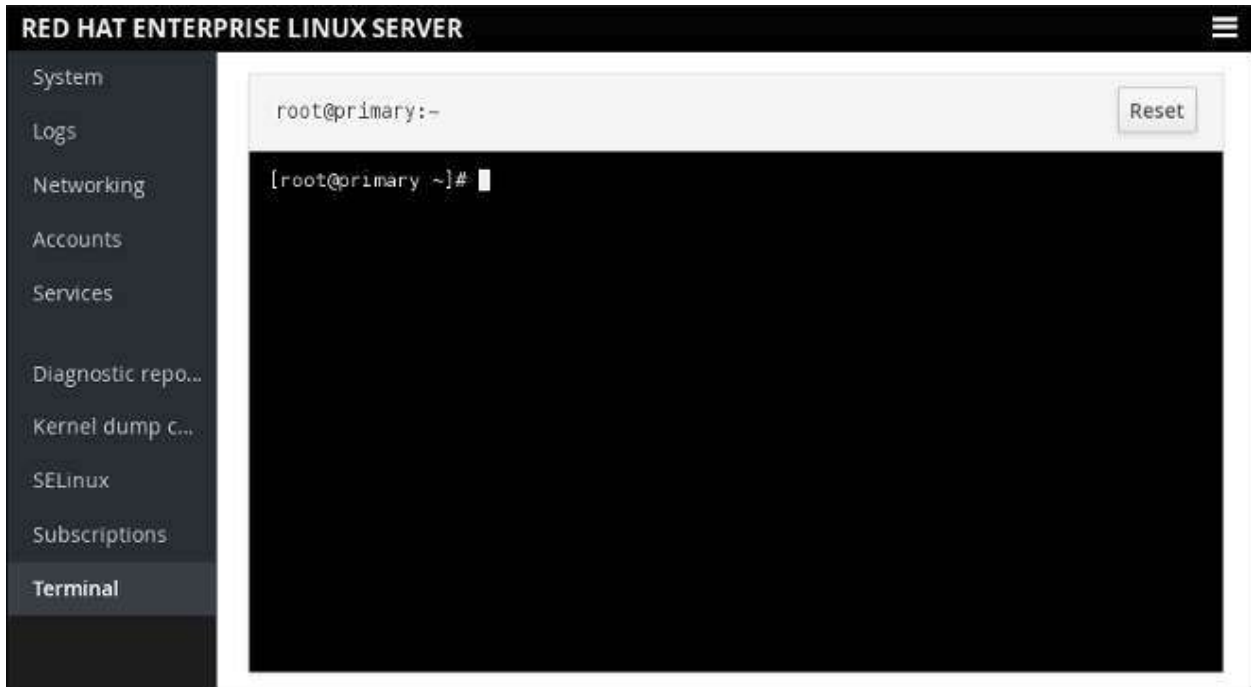 RED HAT ENTERPRISE LINUX SERVER
System
Logs
Networking
Accounts
Services
Diagnostic repo...
Kernel dump c...
SELinux
Subscriptions
Terminal
root@primary:~
Reset
[root@primary ~]#